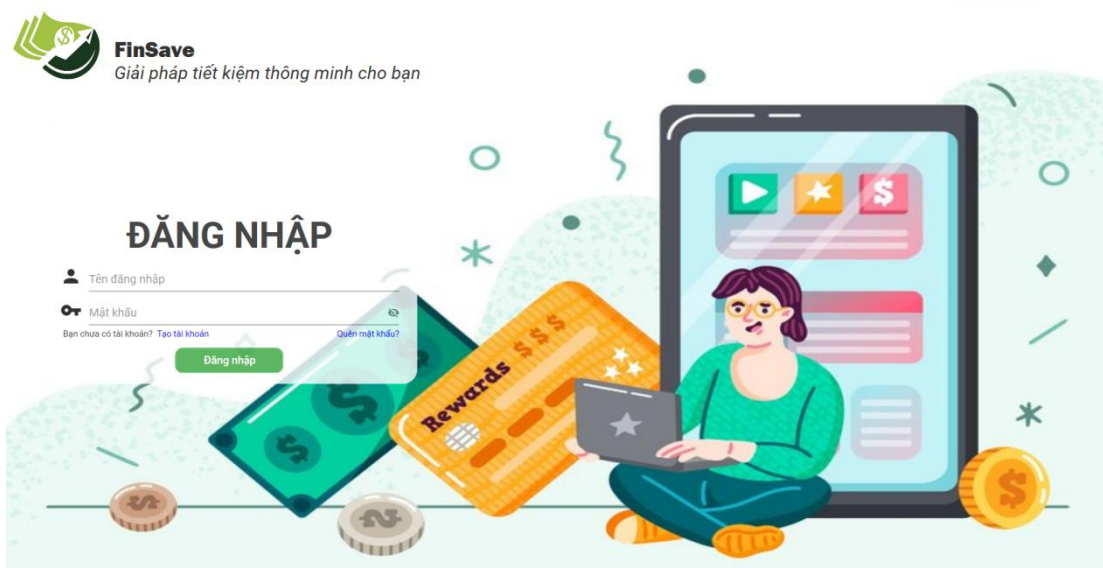 FinSave
Giải pháp tiết kiệm thông minh cho bạn
ĐĂNG NHẬP
Tên đăng nhập
Mật khẩu
Bạn chưa có tài khoản? Tạo tài khoản Quên mật khẩu?
Đăng nhập
Rewards $ $ $